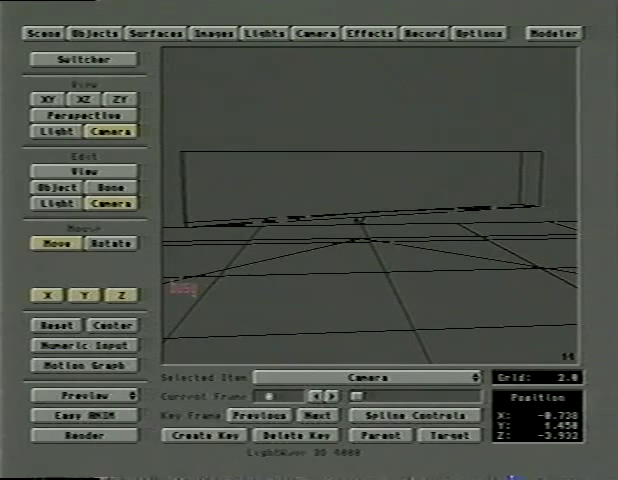 Scene Objects Surfaces Images Lights Camera Effects Record Options Modeler
Switcher
View
XY XZ ZY
Perspective
Light Camera
Edit
View
Object Bone
Light Camera
Mouse
Move Rotate
X Y Z
Reset Center
Numeric Input
Motion Graph
Selected Item Camera Grid: 2.0
Preview Current Frame
Position
Easy ANIM Key Frame Previous Next Spline Controls
X: -0.738
Y: 1.450
Render Create Key Delete Key Parent Target
Z: -3.932